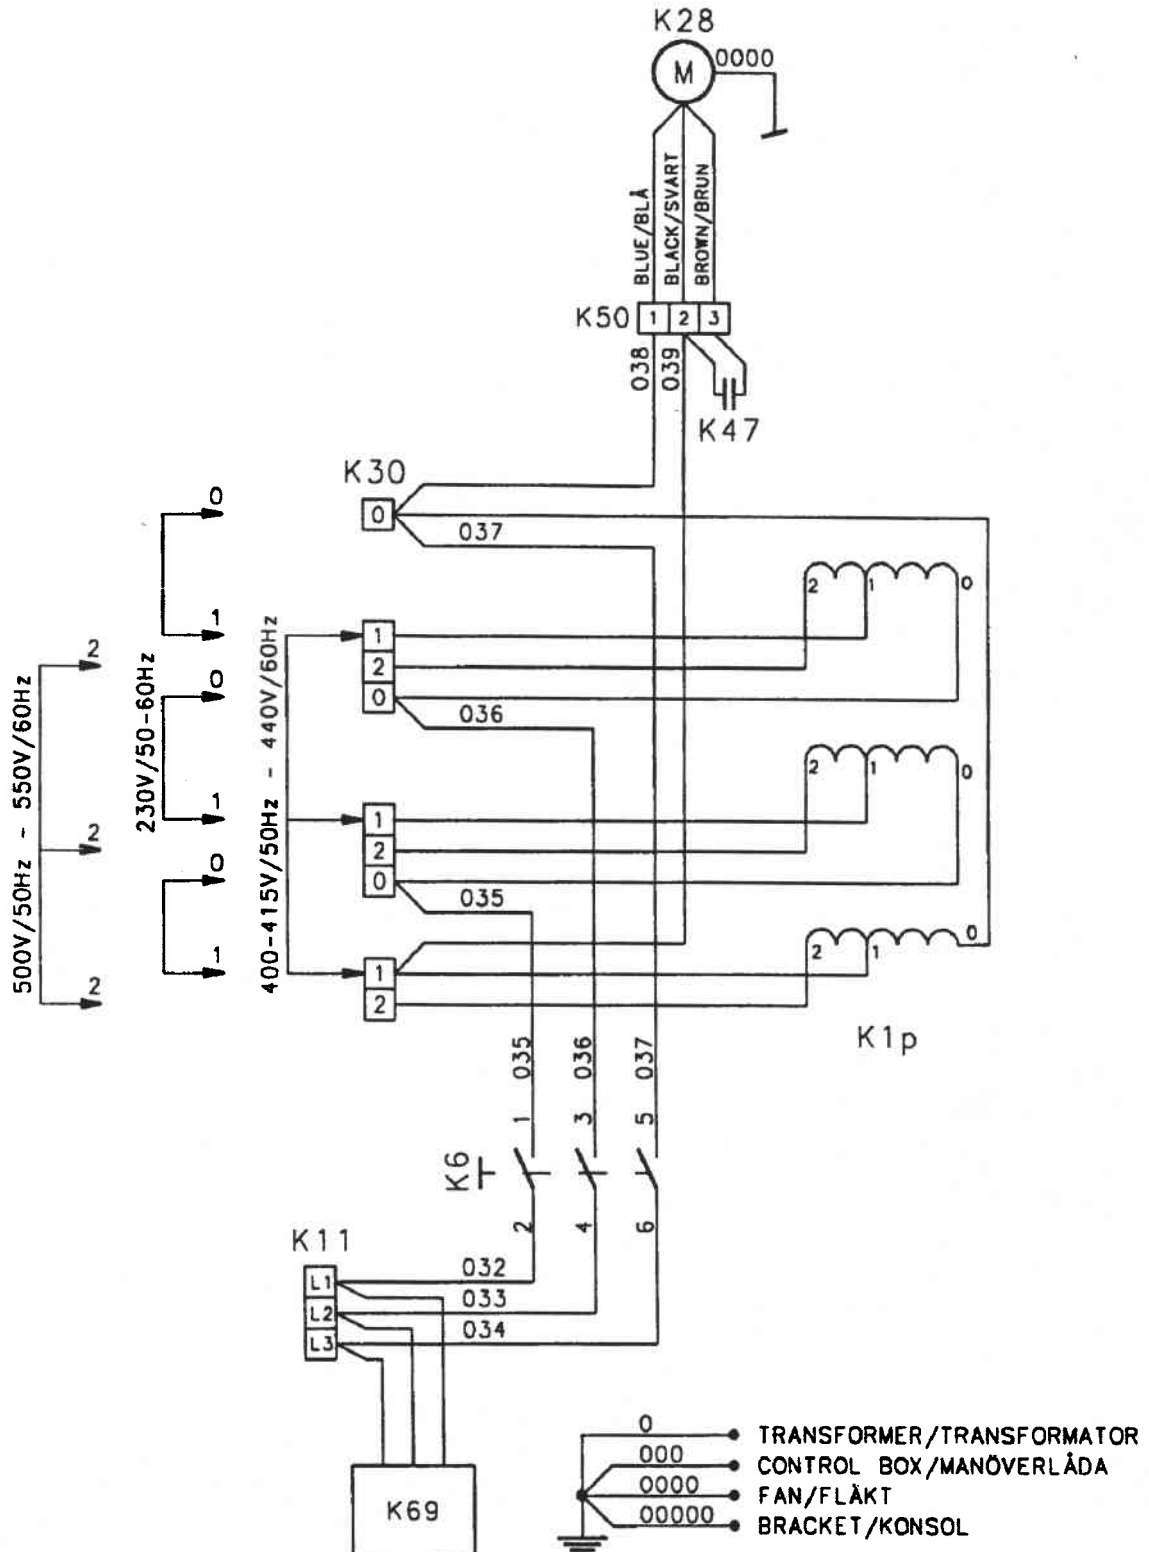 K28
M
0000
BLUE/BLÅ
BLACK/SVART
BROWN/BRUN
K50
1 2 3
038
039
K47
K30
0
0
037
1
1
2
2
0
0
036
2 1 0
1
1
2
2
0
0
035
2 1 0
1
1
2
2
2 1 0
500V/50Hz - 550V/60Hz
230V/50-60Hz
400-415V/50Hz - 440V/60Hz
K1p
035
036
037
1
3
5
K6
2
4
6
K11
L1
032
L2
033
L3
034
K69
0 TRANSFORMER/TRANSFORMATOR
000 CONTROL BOX/MANÖVERLÅDA
0000 FAN/FLÄKT
00000 BRACKET/KONSOL